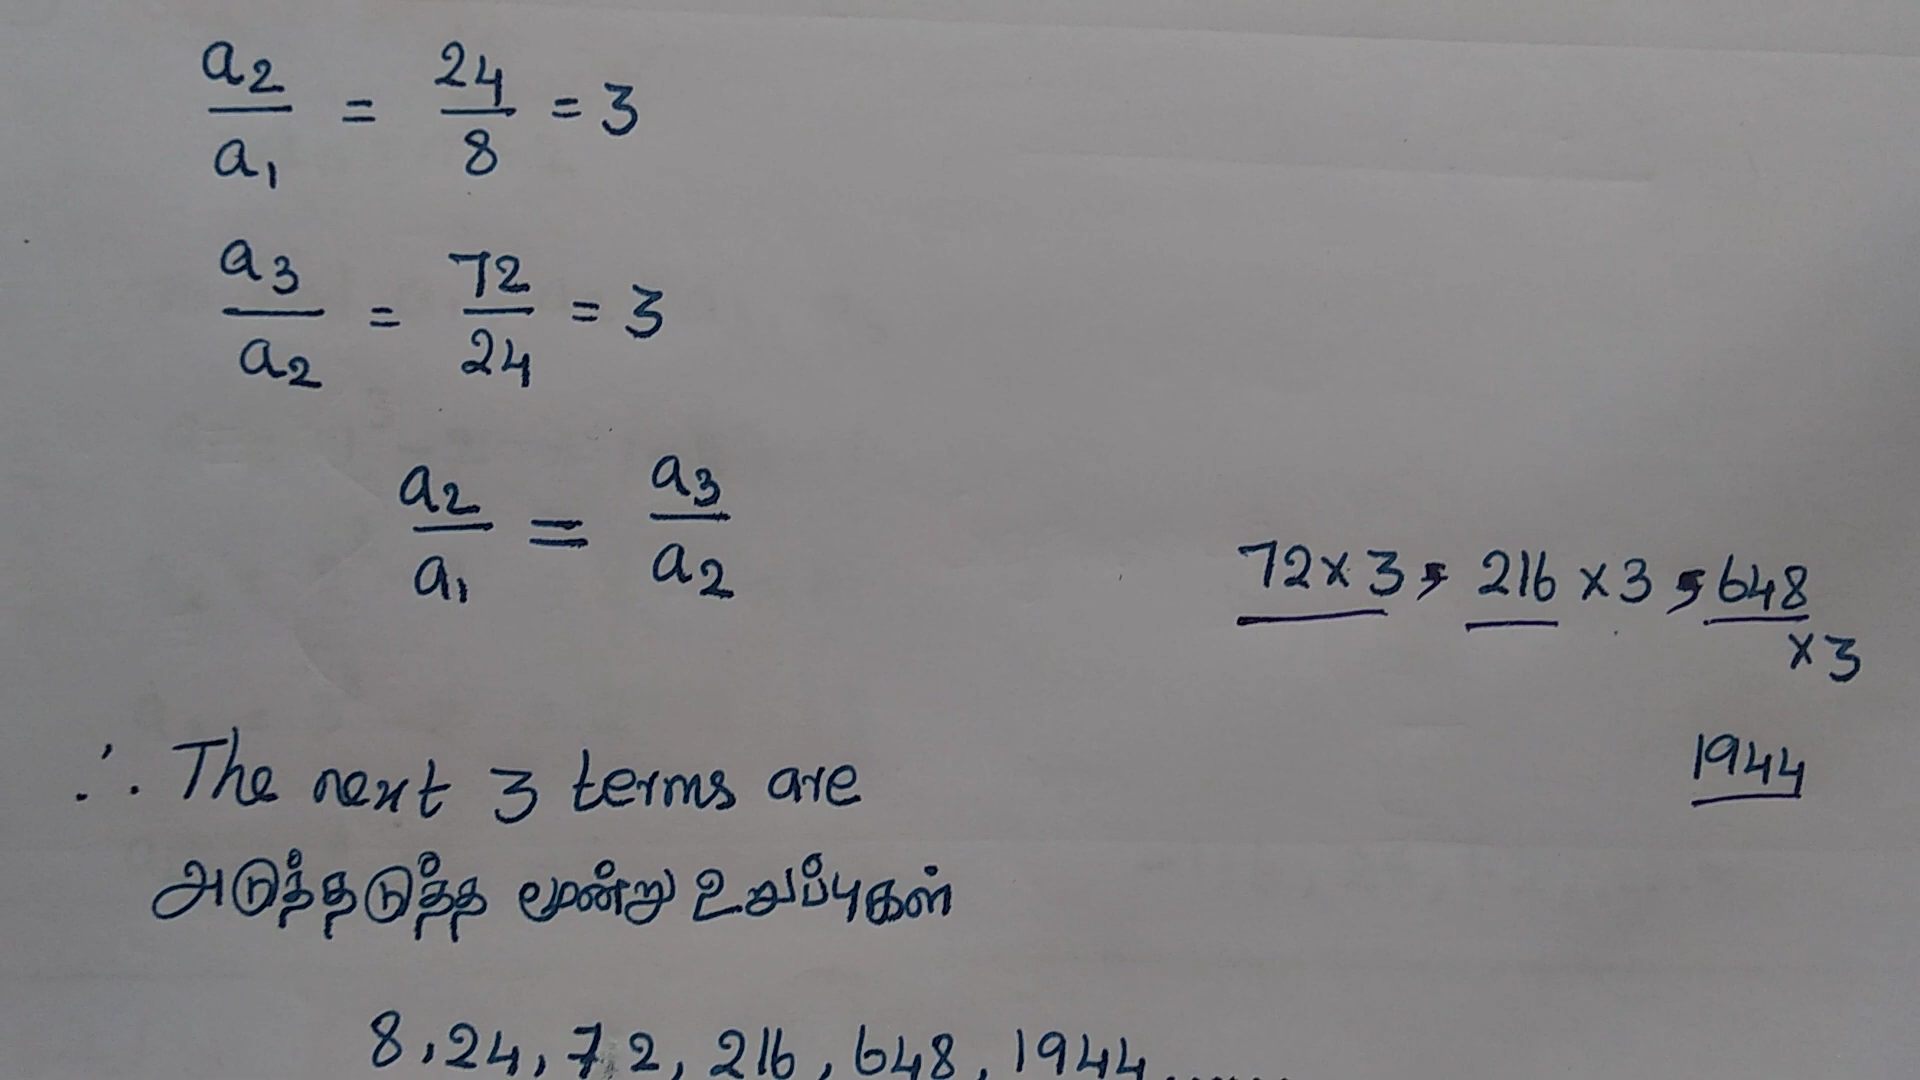 a2/a1 = 24/8 = 3
a3/a2 = 72/24 = 3
a2/a1 = a3/a2
72×3, 216×3, 648
×3
1944
∴ The next 3 terms are
அடுத்தடுத்த மூன்று உறுப்புகள்
8, 24, 72, 216, 648, 1944.......